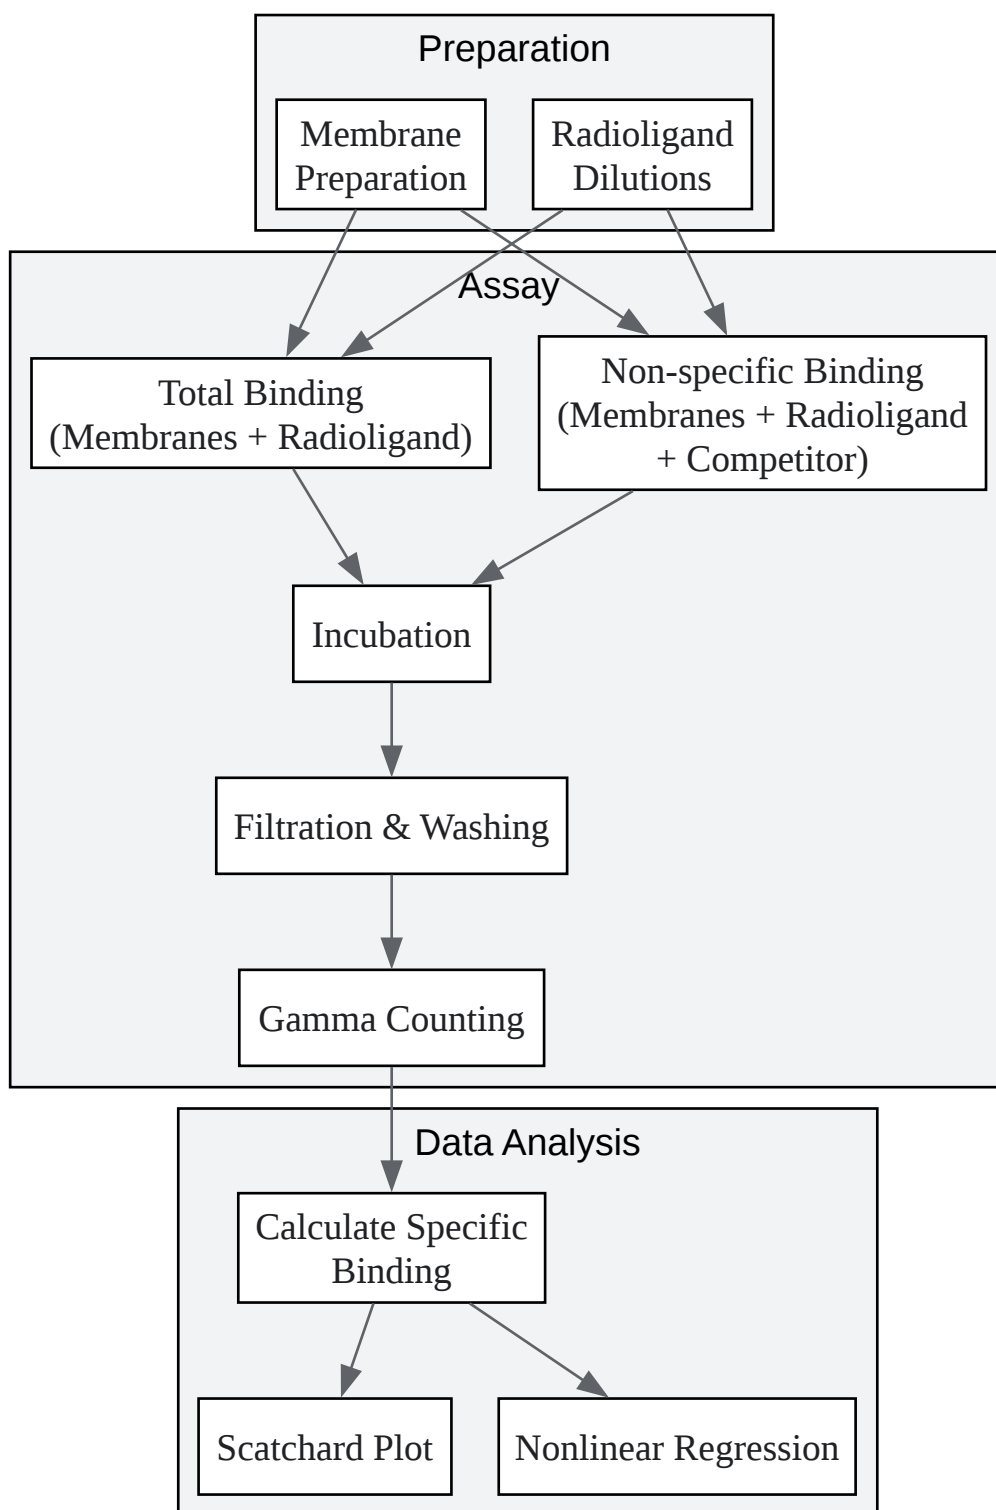 Preparation
Membrane
Preparation
Radioligand
Dilutions
Assay
Total Binding
(Membranes + Radioligand)
Non-specific Binding
(Membranes + Radioligand
+ Competitor)
Incubation
Filtration & Washing
Gamma Counting
Data Analysis
Calculate Specific
Binding
Scatchard Plot
Nonlinear Regression